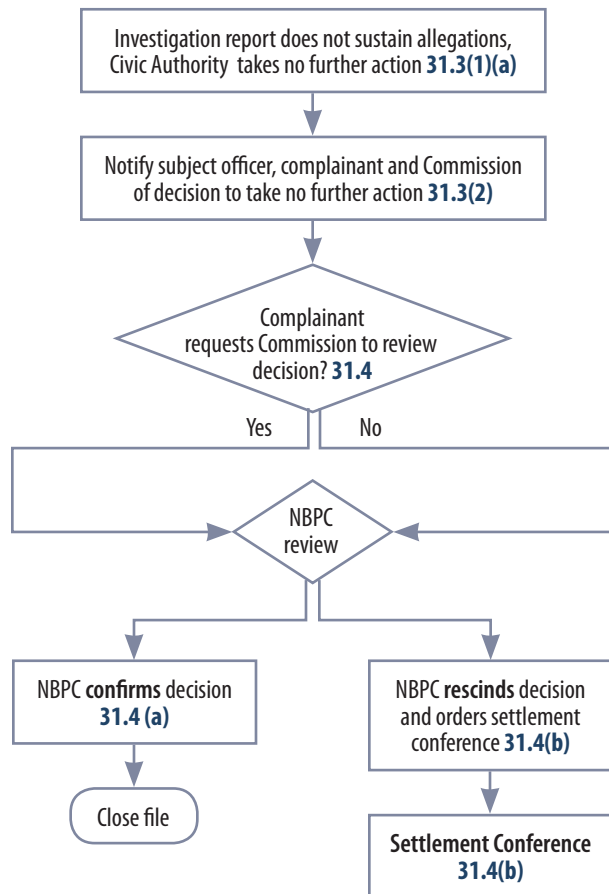 Investigation report does not sustain allegations,
Civic Authority takes no further action 31.3(1)(a)
Notify subject officer, complainant and Commission
of decision to take no further action 31.3(2)
Complainant
requests Commission to review
decision? 31.4
Yes
No
NBPC
review
NBPC confirms decision
31.4 (a)
Close file
NBPC rescinds decision
and orders settlement
conference 31.4(b)
Settlement Conference
31.4(b)